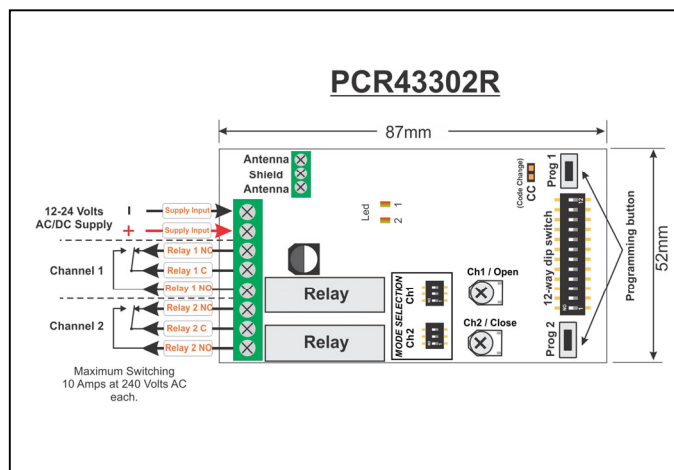 PCR43302R
87mm
52mm
Antenna
Shield
Antenna
Led
1
2
(Code Change)
CC
Prog 1
12-way dip switch
12
1
NO
Programming button
Prog 2
12-24 Volts
AC/DC Supply
-
+
Supply Input
Supply Input
Channel 1
Relay 1 NO
Relay 1 C
Relay 1 NO
Channel 2
Relay 2 NO
Relay 2 C
Relay 2 NO
Maximum Switching
10 Amps at 240 Volts AC
each.
Relay
Relay
MODE SELECTION
Ch1
Ch2
Ch1 / Open
Ch2 / Close